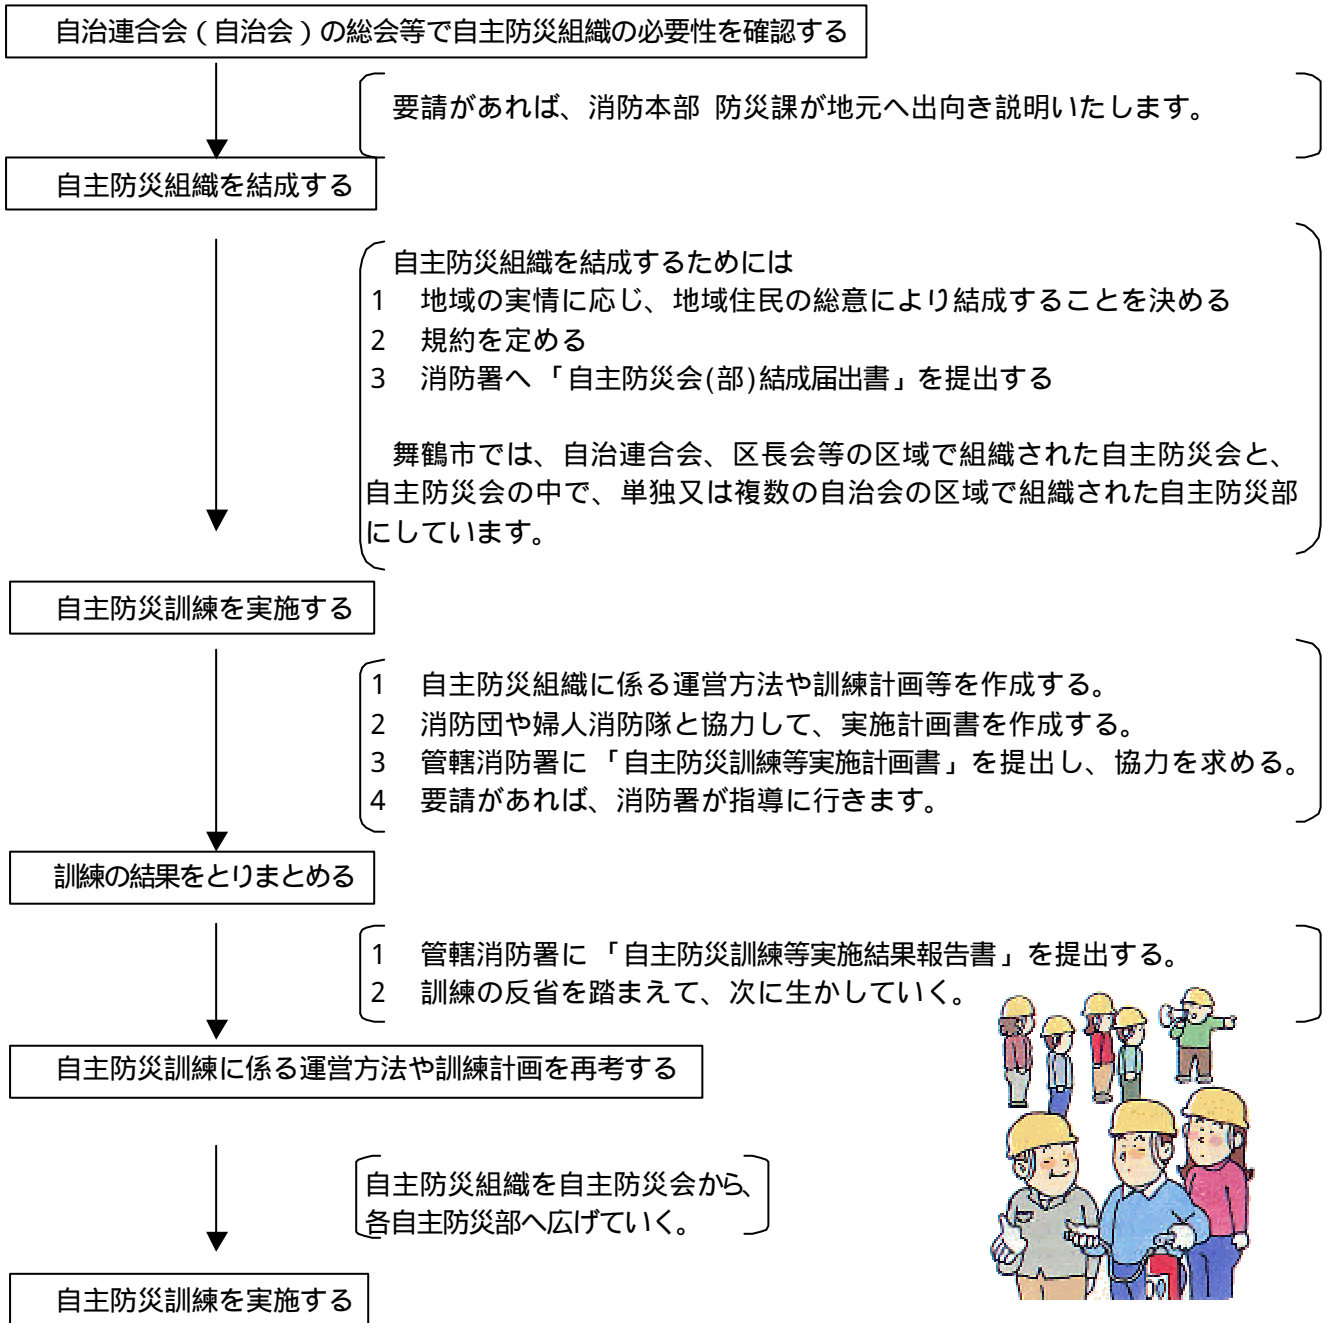 自治連合会（自治会）の総会等で自主防災組織の必要性を確認する
要請があれば、消防本部 防災課が地元へ出向き説明いたします。
自主防災組織を結成する
自主防災組織を結成するためには
1 地域の実情に応じ、地域住民の総意により結成することを決める
2 規約を定める
3 消防署へ「自主防災会(部)結成届出書」を提出する
舞鶴市では、自治連合会、区長会等の区域で組織された自主防災会と、
自主防災会の中で、単独又は複数の自治会の区域で組織された自主防災部
にしています。
自主防災訓練を実施する
1 自主防災組織に係る運営方法や訓練計画等を作成する。
2 消防団や婦人消防隊と協力して、実施計画書を作成する。
3 管轄消防署に「自主防災訓練等実施計画書」を提出し、協力を求める。
4 要請があれば、消防署が指導に行きます。
訓練の結果をとりまとめる
1 管轄消防署に「自主防災訓練等実施結果報告書」を提出する。
2 訓練の反省を踏まえて、次に生かしていく。
自主防災訓練に係る運営方法や訓練計画を再考する
自主防災組織を自主防災会から、
各自主防災部へ広げていく。
自主防災訓練を実施する